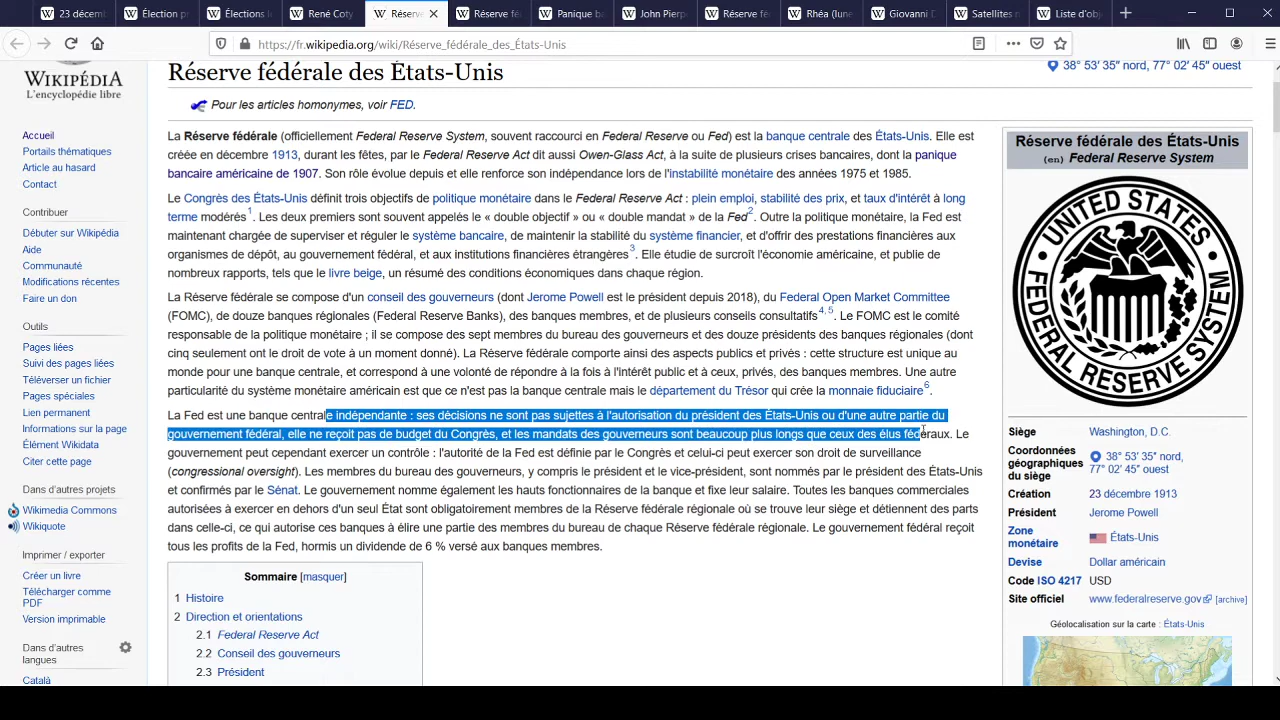 23 décem
Élection pr
Élections lé
René Coty
Réserve
Réserve féd
Panique ba
John Pierp
Réserve féd
Rhéa (lune
Giovanni D
Satellites n
Liste d'obj
https://fr.wikipedia.org/wiki/Réserve_fédérale_des_États-Unis
WIKIPÉDIA
L'encyclopédie libre
Accueil
Portails thématiques
Article au hasard
Contact
Contribuer
Débuter sur Wikipédia
Aide
Communauté
Modifications récentes
Faire un don
Outils
Pages liées
Suivi des pages liées
Téléverser un fichier
Pages spéciales
Lien permanent
Informations sur la page
Élément Wikidata
Citer cette page
Dans d'autres projets
Wikimedia Commons
Wikiquote
Imprimer / exporter
Créer un livre
Télécharger comme
PDF
Version imprimable
Dans d'autres
langues
Català
Réserve fédérale des États-Unis
38° 53′ 35″ nord, 77° 02′ 45″ ouest
Pour les articles homonymes, voir FED.
La Réserve fédérale (officiellement Federal Reserve System, souvent raccourci en Federal Reserve ou Fed) est la banque centrale des États-Unis. Elle est
créée en décembre 1913, durant les fêtes, par le Federal Reserve Act dit aussi Owen-Glass Act, à la suite de plusieurs crises bancaires, dont la panique
bancaire américaine de 1907. Son rôle évolue depuis et elle renforce son indépendance lors de l'instabilité monétaire des années 1975 et 1985.
Le Congrès des États-Unis définit trois objectifs de politique monétaire dans le Federal Reserve Act : plein emploi, stabilité des prix, et taux d'intérêt à long
terme modérés1. Les deux premiers sont souvent appelés le « double objectif » ou « double mandat » de la Fed2. Outre la politique monétaire, la Fed est
maintenant chargée de superviser et réguler le système bancaire, de maintenir la stabilité du système financier, et d'offrir des prestations financières aux
organismes de dépôt, au gouvernement fédéral, et aux institutions financières étrangères3. Elle étudie de surcroît l'économie américaine, et publie de
nombreux rapports, tels que le livre beige, un résumé des conditions économiques dans chaque région.
La Réserve fédérale se compose d'un conseil des gouverneurs (dont Jerome Powell est le président depuis 2018), du Federal Open Market Committee
(FOMC), de douze banques régionales (Federal Reserve Banks), des banques membres, et de plusieurs conseils consultatifs4, 5. Le FOMC est le comité
responsable de la politique monétaire ; il se compose des sept membres du bureau des gouverneurs et des douze présidents des banques régionales (dont
cinq seulement ont le droit de vote à un moment donné). La Réserve fédérale comporte ainsi des aspects publics et privés : cette structure est unique au
monde pour une banque centrale, et correspond à une volonté de répondre à la fois à l'intérêt public et à ceux, privés, des banques membres. Une autre
particularité du système monétaire américain est que ce n'est pas la banque centrale mais le département du Trésor qui crée la monnaie fiduciaire6.
La Fed est une banque centrale indépendante : ses décisions ne sont pas sujettes à l'autorisation du président des États-Unis ou d'une autre partie du
gouvernement fédéral, elle ne reçoit pas de budget du Congrès, et les mandats des gouverneurs sont beaucoup plus longs que ceux des élus fédéraux. Le
gouvernement peut cependant exercer un contrôle : l'autorité de la Fed est définie par le Congrès et celui-ci peut exercer son droit de surveillance
(congressional oversight). Les membres du bureau des gouverneurs, y compris le président et le vice-président, sont nommés par le président des États-Unis
et confirmés par le Sénat. Le gouvernement nomme également les hauts fonctionnaires de la banque et fixe leur salaire. Toutes les banques commerciales
autorisées à exercer en dehors d'un seul État sont obligatoirement membres de la Réserve fédérale régionale où se trouve leur siège et détiennent des parts
dans celle-ci, ce qui autorise ces banques à élire une partie des membres du bureau de chaque Réserve fédérale régionale. Le gouvernement fédéral reçoit
tous les profits de la Fed, hormis un dividende de 6 % versé aux banques membres.
Sommaire [masquer]
1 Histoire
2 Direction et orientations
2.1 Federal Reserve Act
2.2 Conseil des gouverneurs
2.3 Président
Réserve fédérale des États-Unis
(en) Federal Reserve System
UNITED STATES
FEDERAL RESERVE SYSTEM
Siège Washington, D.C.
Coordonnées géographiques du siège 38° 53′ 35″ nord, 77° 02′ 45″ ouest
Création 23 décembre 1913
Président Jerome Powell
Zone monétaire États-Unis
Devise Dollar américain
Code ISO 4217 USD
Site officiel www.federalreserve.gov [archive]
Géolocalisation sur la carte : États-Unis